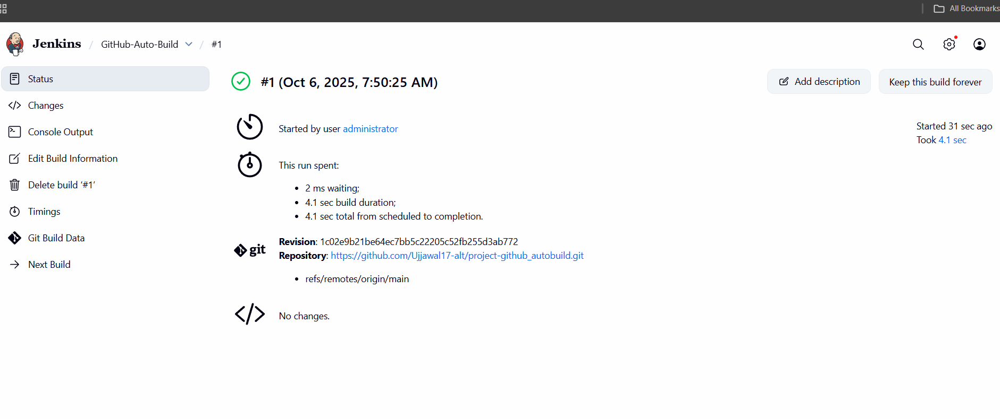 All Bookmarks
Jenkins / GitHub-Auto-Build / #1
Status
Changes
Console Output
Edit Build Information
Delete build ‘#1’
Timings
Git Build Data
Next Build
#1 (Oct 6, 2025, 7:50:25 AM)
Add description
Keep this build forever
Started by user administrator
Started 31 sec ago
Took 4.1 sec
This run spent:
• 2 ms waiting;
• 4.1 sec build duration;
• 4.1 sec total from scheduled to completion.
git
Revision: 1c02e9b21be64ec7bb5c22205c52fb255d3ab772
Repository: https://github.com/Ujjawal17-alt/project-github_autobuild.git
• refs/remotes/origin/main
No changes.